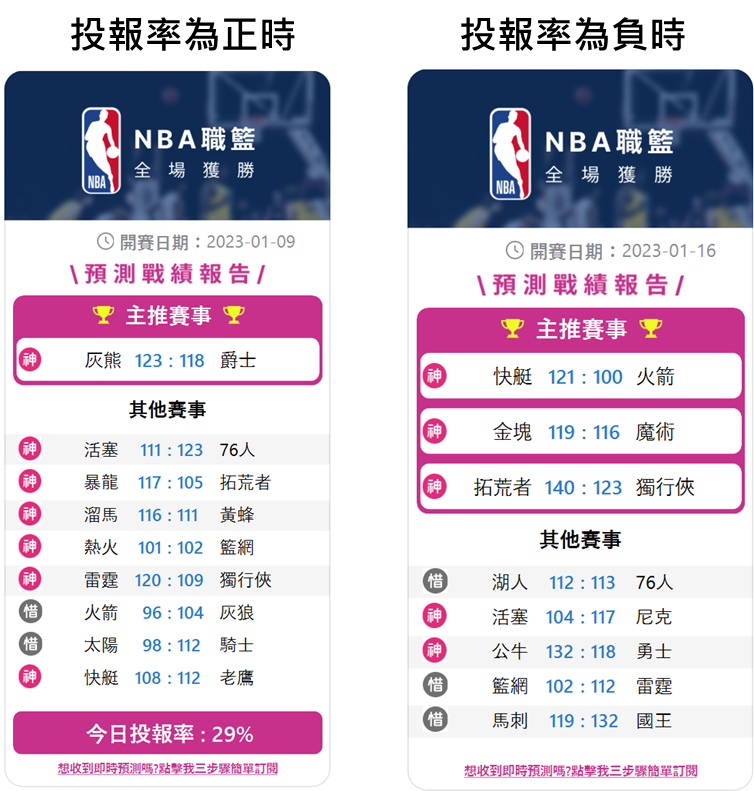 投報率為正時
NBA
NBA職籃
全場獲勝
開賽日期：2023-01-09
\預測戰績報告/
主推賽事
神 灰熊 123 : 118 爵士
其他賽事
神 活塞 111 : 123 76人
神 暴龍 117 : 105 拓荒者
神 溜馬 116 : 111 黃蜂
神 熱火 101 : 102 籃網
神 雷霆 120 : 109 獨行俠
惜 火箭 96 : 104 灰狼
惜 太陽 98 : 112 騎士
神 快艇 108 : 112 老鷹
今日投報率 : 29%
想收到即時預測嗎?點擊我三步驟簡單訂閱
投報率為負時
NBA
NBA職籃
全場獲勝
開賽日期：2023-01-16
\預測戰績報告/
主推賽事
神 快艇 121 : 100 火箭
神 金塊 119 : 116 魔術
神 拓荒者 140 : 123 獨行俠
其他賽事
惜 湖人 112 : 113 76人
神 活塞 104 : 117 尼克
神 公牛 132 : 118 勇士
惜 籃網 102 : 112 雷霆
惜 馬刺 119 : 132 國王
想收到即時預測嗎?點擊我三步驟簡單訂閱